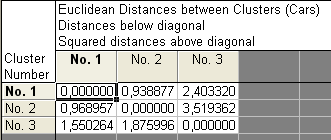 Euclidean Distances between Clusters (Cars)
Distances below diagonal
Squared distances above diagonal
Cluster Number No. 1 No. 2 No. 3
No. 1 0,000000 0,938877 2,403320
No. 2 0,968957 0,000000 3,519362
No. 3 1,550264 1,875996 0,000000